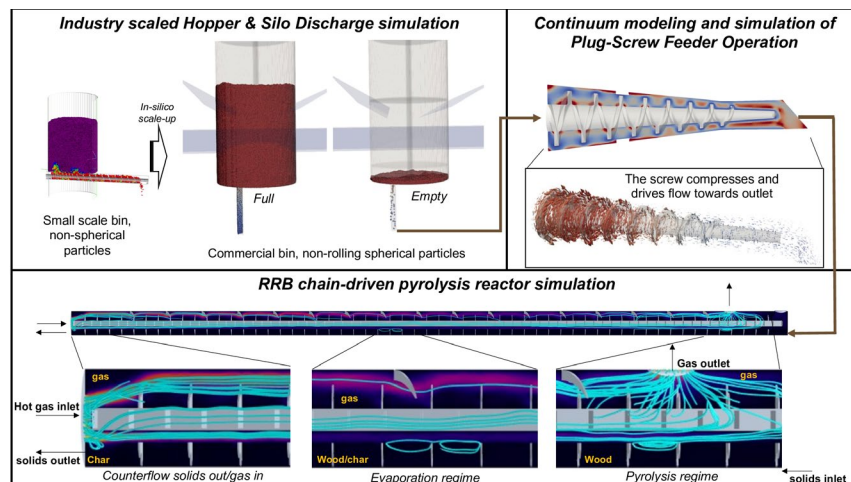 Industry scaled Hopper & Silo Discharge simulation
In-silico
scale-up
Full
Empty
Small scale bin,
non-spherical
particles
Commercial bin, non-rolling spherical particles
Continuum modeling and simulation of
Plug-Screw Feeder Operation
The screw compresses and
drives flow towards outlet
RRB chain-driven pyrolysis reactor simulation
Gas outlet
gas
gas
gas
Hot gas inlet
solids outlet
Char
Wood/char
Wood
Counterflow solids out/gas in
Evaporation regime
Pyrolysis regime
solids inlet